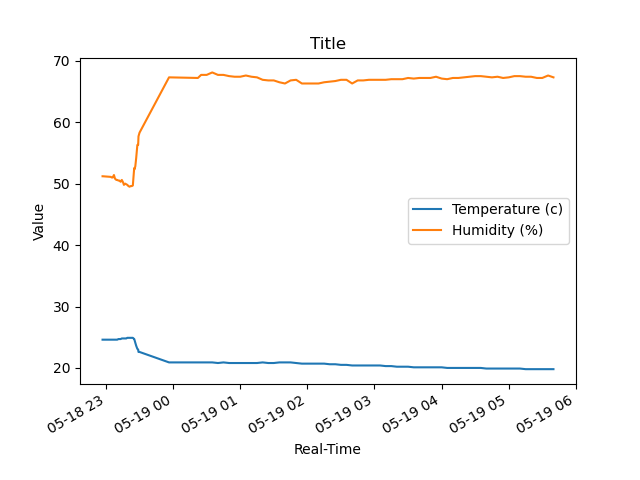 Title
70
60
50
40
30
20
Value
Temperature (c)
Humidity (%)
05-18 23
05-19 00
05-19 01
05-19 02
05-19 03
05-19 04
05-19 05
05-19 06
Real-Time